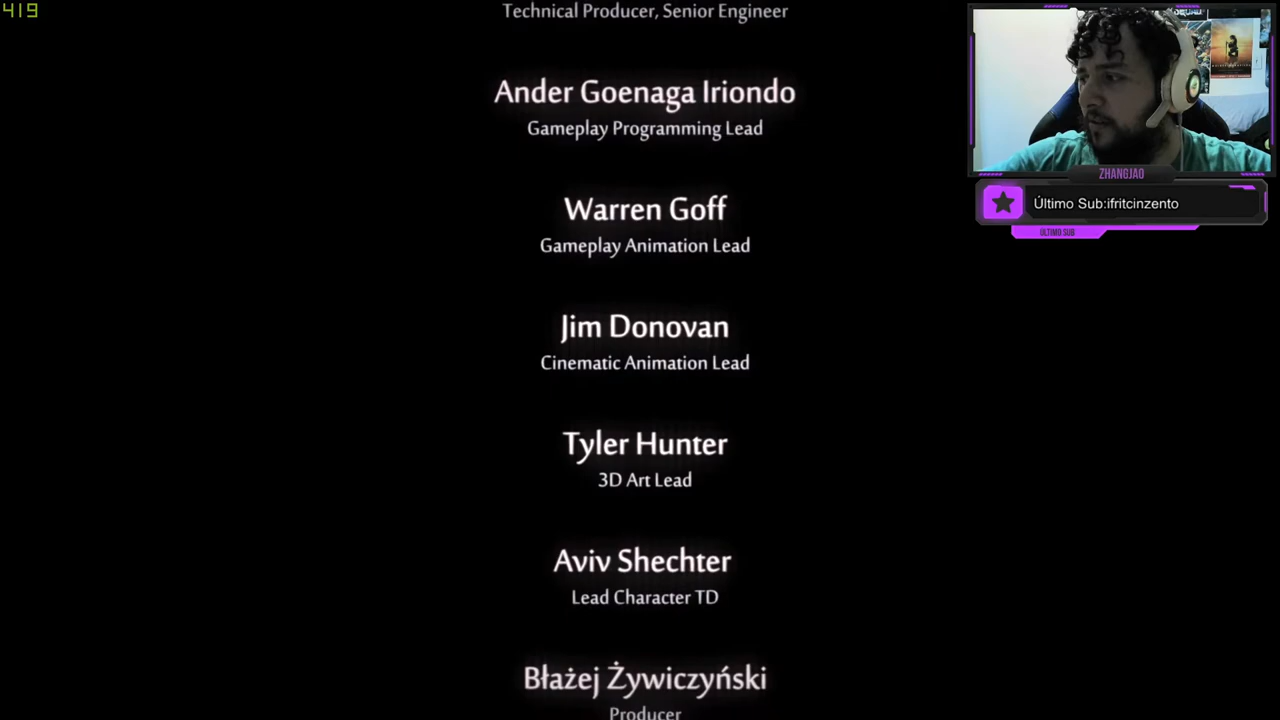 419
Technical Producer, Senior Engineer
Ander Goenaga Iriondo
Gameplay Programming Lead
Warren Goff
Gameplay Animation Lead
Jim Donovan
Cinematic Animation Lead
Tyler Hunter
3D Art Lead
Aviv Shechter
Lead Character TD
Błażej Żywiczyński
Producer
ZHANGJAO
Último Sub:ifritcinzento
ÚLTIMO SUB